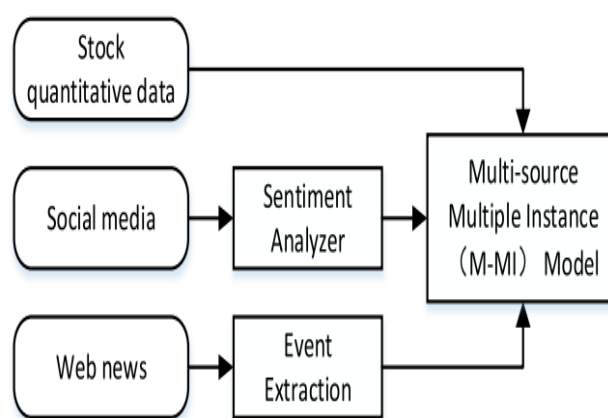 Stock
quantitative data
Social media
Sentiment
Analyzer
Multi-source
Multiple Instance
（M-MI） Model
Web news
Event
Extraction